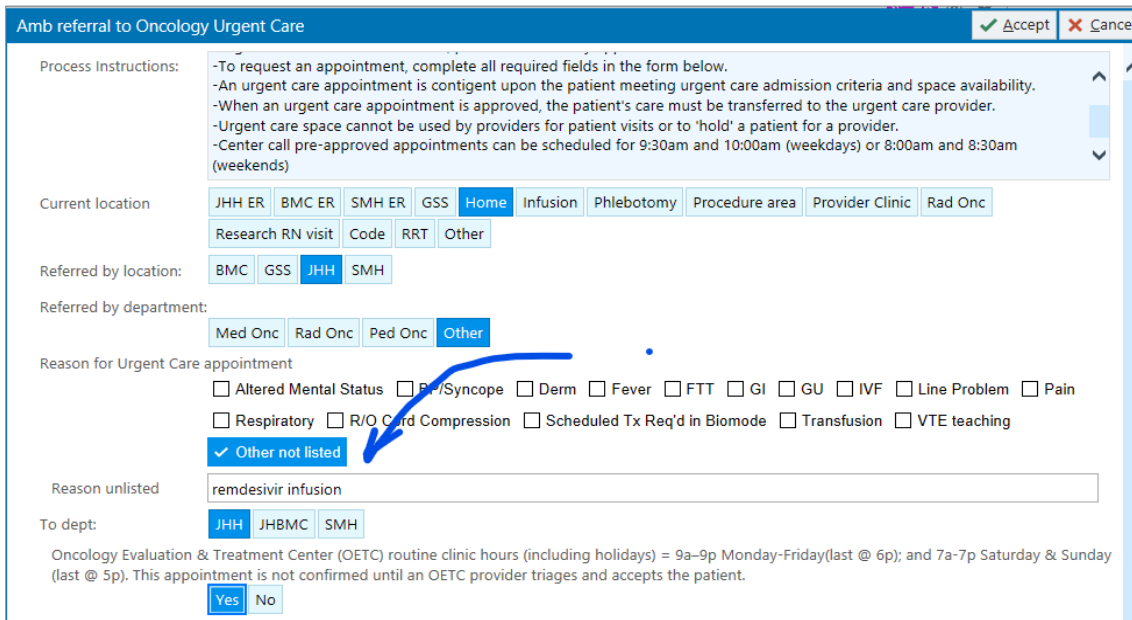 Amb referral to Oncology Urgent Care
Accept
Cance
Process Instructions:
-To request an appointment, complete all required fields in the form below.
-An urgent care appointment is contigent upon the patient meeting urgent care admission criteria and space availability.
-When an urgent care appointment is approved, the patient's care must be transferred to the urgent care provider.
-Urgent care space cannot be used by providers for patient visits or to 'hold' a patient for a provider.
-Center call pre-approved appointments can be scheduled for 9:30am and 10:00am (weekdays) or 8:00am and 8:30am
(weekends)
Current location JHH ER BMC ER SMH ER GSS Home Infusion Phlebotomy Procedure area Provider Clinic Rad Onc
Research RN visit Code RRT Other
Referred by location: BMC GSS JHH SMH
Referred by department:
Med Onc Rad Onc Ped Onc Other
Reason for Urgent Care appointment
Altered Mental Status /Syncope Derm Fever FTT GI GU IVF Line Problem Pain
Respiratory R/O Cord Compression Scheduled Tx Req'd in Biomode Transfusion VTE teaching
Other not listed
Reason unlisted remdesivir infusion
To dept: JHH JHBMC SMH
Oncology Evaluation & Treatment Center (OETC) routine clinic hours (including holidays) = 9a–9p Monday-Friday(last @ 6p); and 7a-7p Saturday & Sunday
(last @ 5p). This appointment is not confirmed until an OETC provider triages and accepts the patient.
Yes No